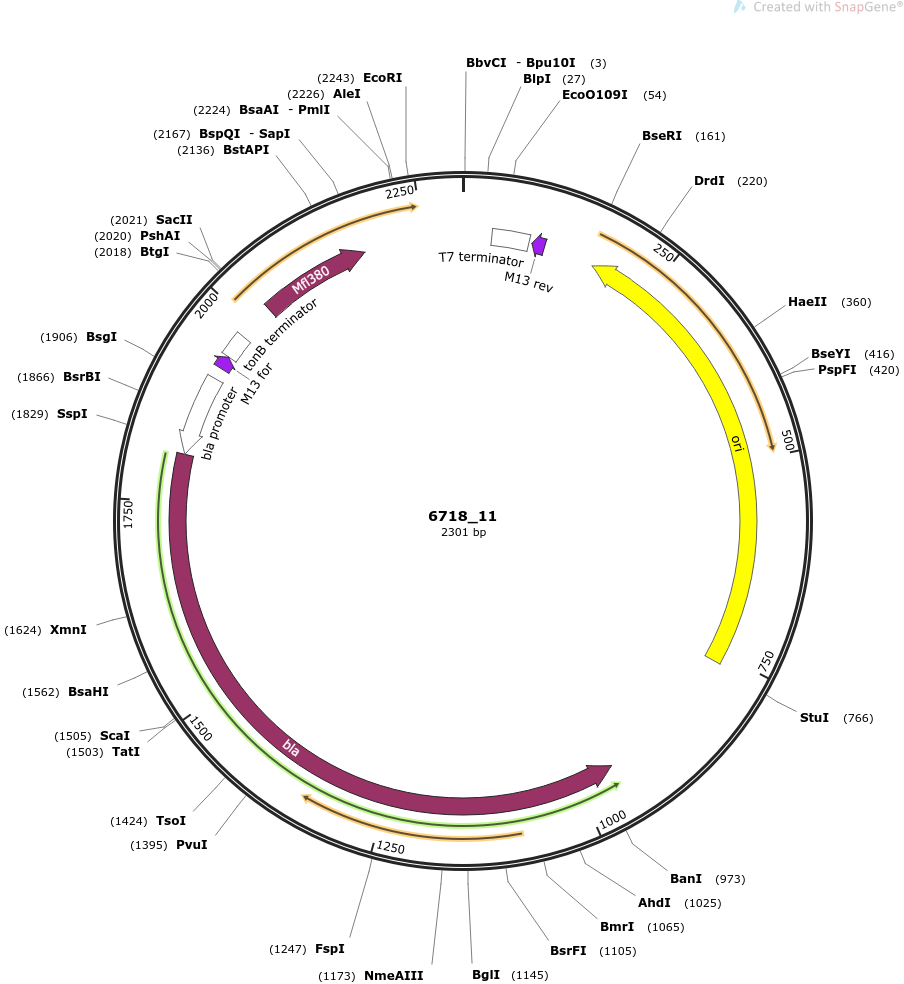 Created with SnapGene®
BbvCI - Bpu10I (3)
BlpI (27)
EcoO109I (54)
BseRI (161)
DrdI (220)
HaeII (360)
BseYI (416)
PspFI (420)
StuI (766)
BanI (973)
AhdI (1025)
BmrI (1065)
BsrFI (1105)
BglI (1145)
(1173) NmeAIII
(1247) FspI
(1395) PvuI
(1424) TsoI
(1503) TatI
(1505) ScaI
(1562) BsaHI
(1624) XmnI
(1829) SspI
(1866) BsrBI
(1906) BsgI
(2018) BtgI
(2020) PshAI
(2021) SacII
(2136) BstAPI
(2167) BspQI - SapI
(2224) BsaAI - PmlI
(2226) AleI
(2243) EcoRI
250
500
750
1000
1250
1500
1750
2000
2250
T7 terminator
M13 rev
ori
bla
bla promoter
M13 for
tonB terminator
Mfl380
6718_11
2301 bp